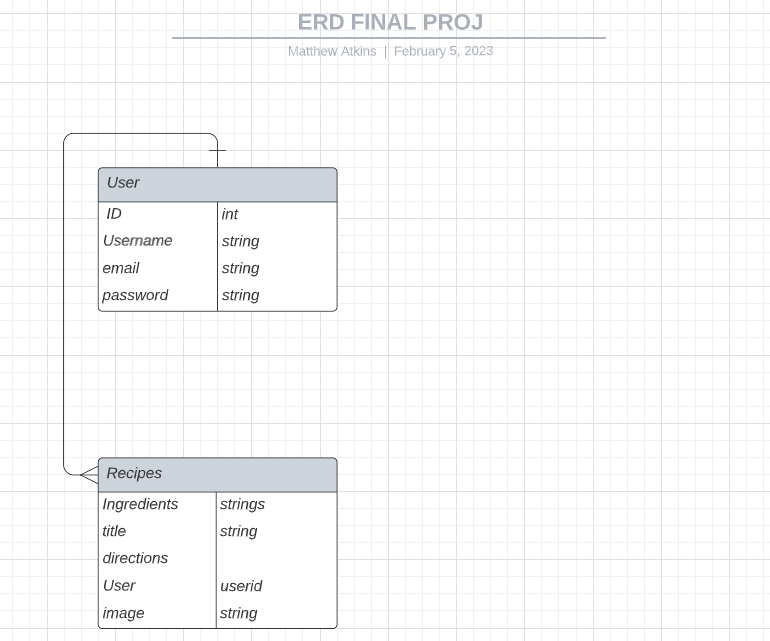 ERD FINAL PROJ
Matthew Atkins | February 5, 2023
User
ID int
Username string
email string
password string
Recipes
Ingredients strings
title string
directions
User userid
image string